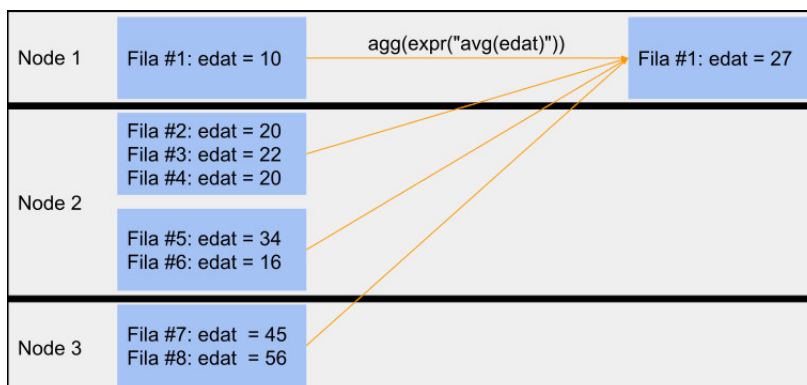 Node 1
Fila #1: edat = 10
agg(expr("avg(edat)"))
Fila #1: edat = 27
Node 2
Fila #2: edat = 20
Fila #3: edat = 22
Fila #4: edat = 20
Fila #5: edat = 34
Fila #6: edat = 16
Node 3
Fila #7: edat = 45
Fila #8: edat = 56